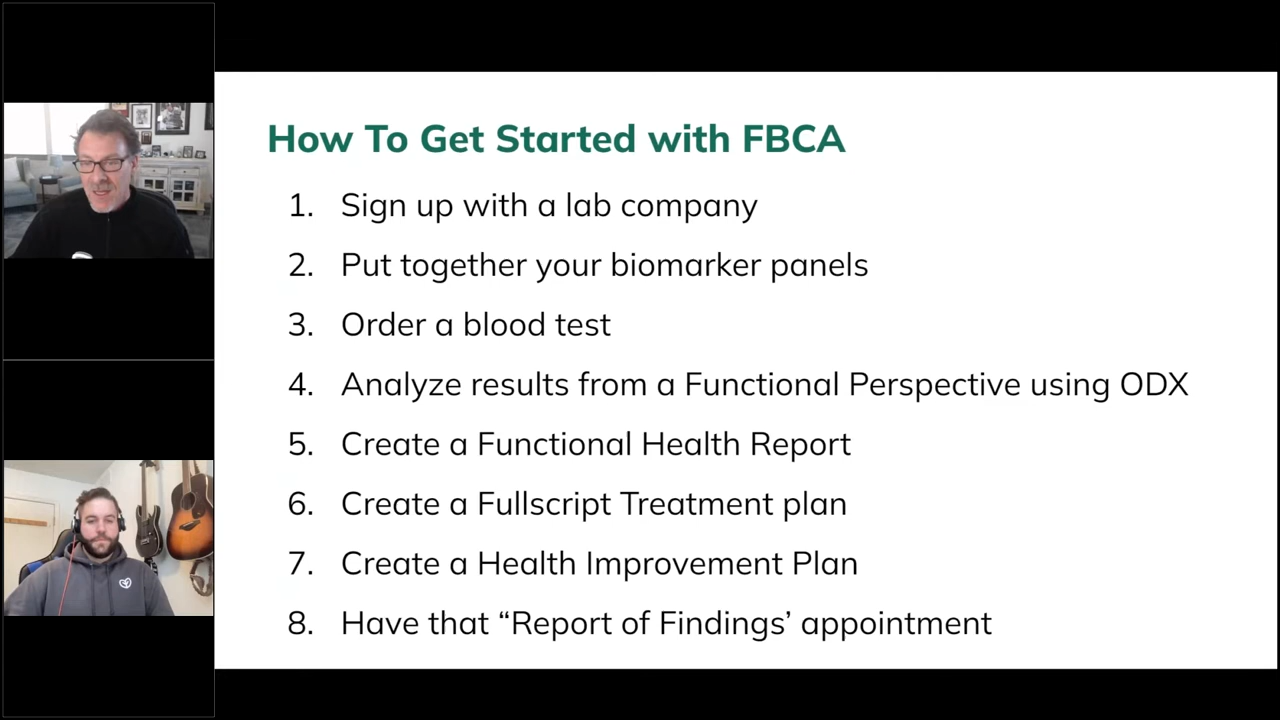 How To Get Started with FBCA
1. Sign up with a lab company
2. Put together your biomarker panels
3. Order a blood test
4. Analyze results from a Functional Perspective using ODX
5. Create a Functional Health Report
6. Create a Fullscript Treatment plan
7. Create a Health Improvement Plan
8. Have that “Report of Findings’ appointment